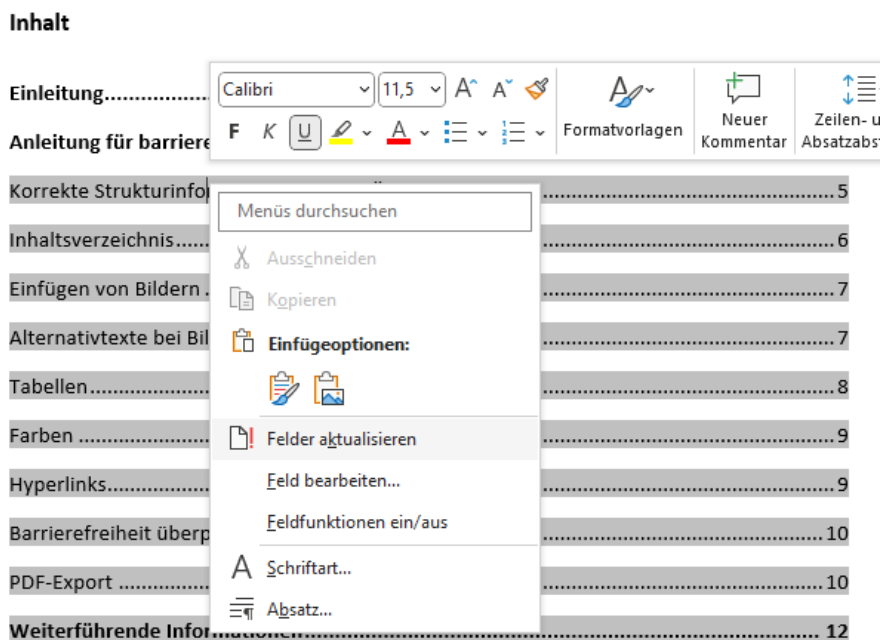 Inhalt
Calibri 11,5 A A
Einleitung....................
F K U A Formatvorlagen Neuer Kommentar Zeilen- u Absatzabst
Anleitung für barriere
Korrekte Strukturinfo ........................................................ 5
Menüs durchsuchen
Inhaltsverzeichnis...... ........................................................ 6
Ausschneiden
Einfügen von Bildern . ........................................................ 7
Kopieren
Alternativtexte bei Bil ........................................................ 7
Einfügeoptionen:
Tabellen.................... ........................................................ 8
Farben ...................... ........................................................ 9
Felder aktualisieren
Hyperlinks................. ........................................................ 9
Feld bearbeiten...
Feldfunktionen ein/aus
Barrierefreiheit überp ........................................................ 10
Schriftart...
PDF-Export ............... ........................................................ 10
Absatz...
Weiterführende Informationen........................................................ 12